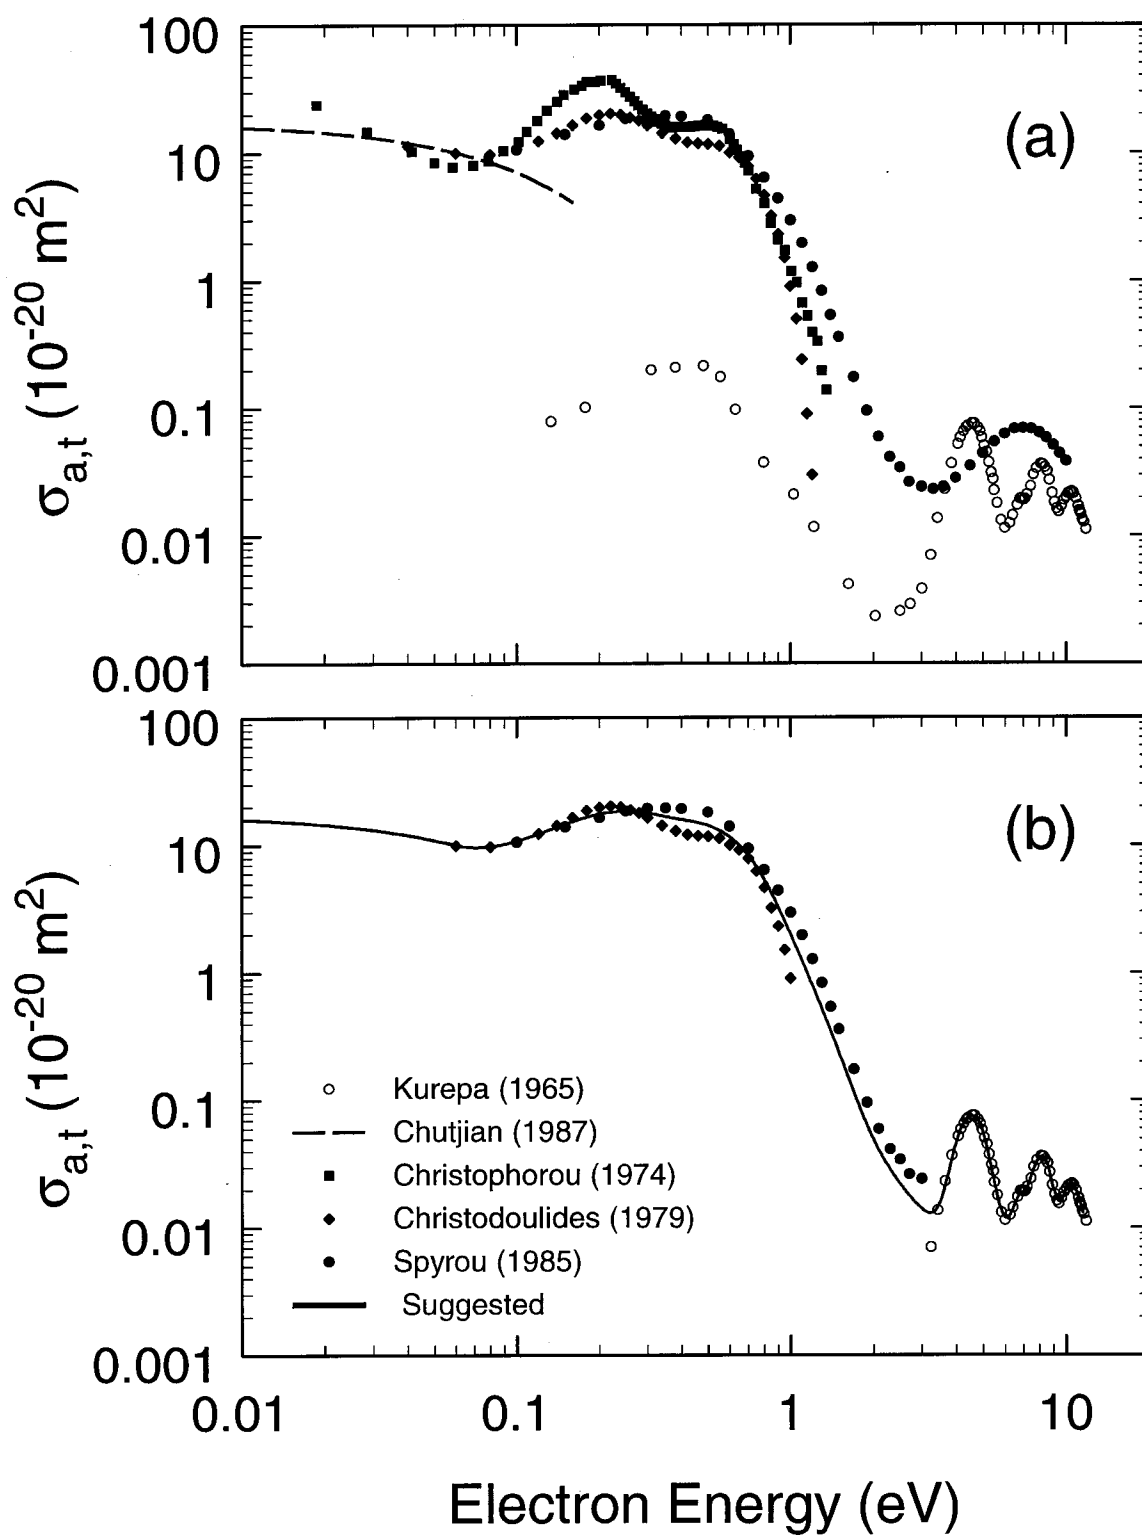 100
(a)
10
1
0.1
0.01
0.001
σa,t (10⁻²⁰ m²)
100
(b)
10
1
0.1
0.01
0.001
σa,t (10⁻²⁰ m²)
Kurepa (1965)
Chutjian (1987)
Christophorou (1974)
Christodoulides (1979)
Spyrou (1985)
Suggested
0.01 0.1 1 10
Electron Energy (eV)